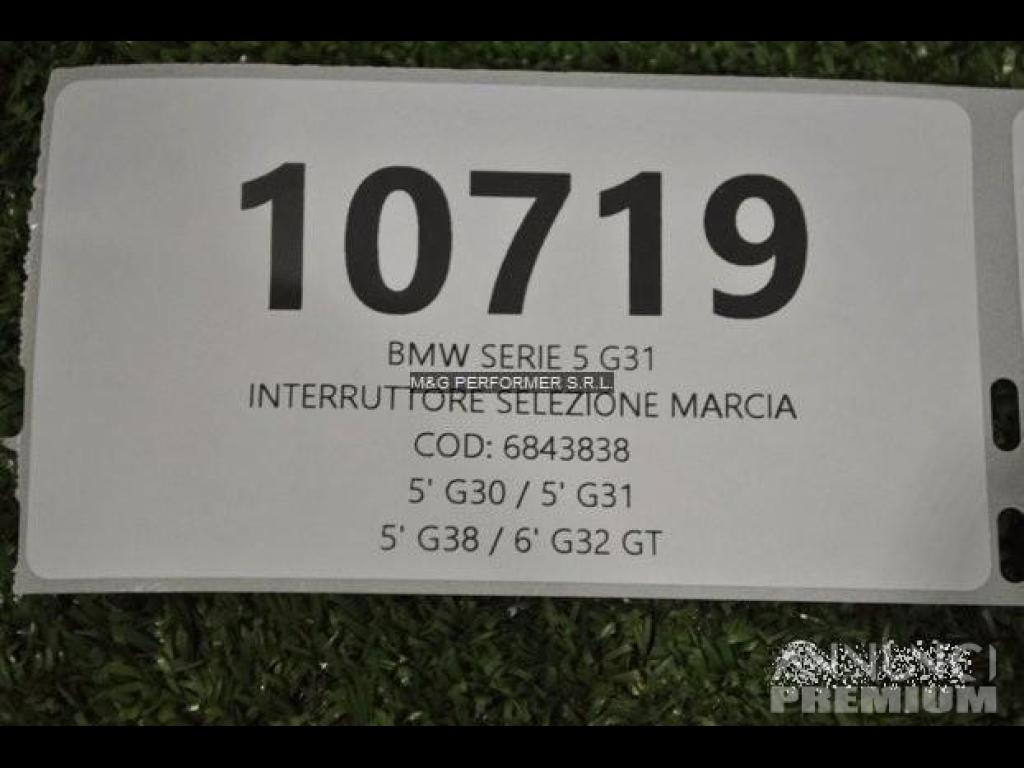 10719
BMW SERIE 5 G31
M&G PERFORMER S.R.L.
INTERRUTTORE SELEZIONE MARCIA
COD: 6843838
5' G30 / 5' G31
5' G38 / 6' G32 GT
PREMIUM